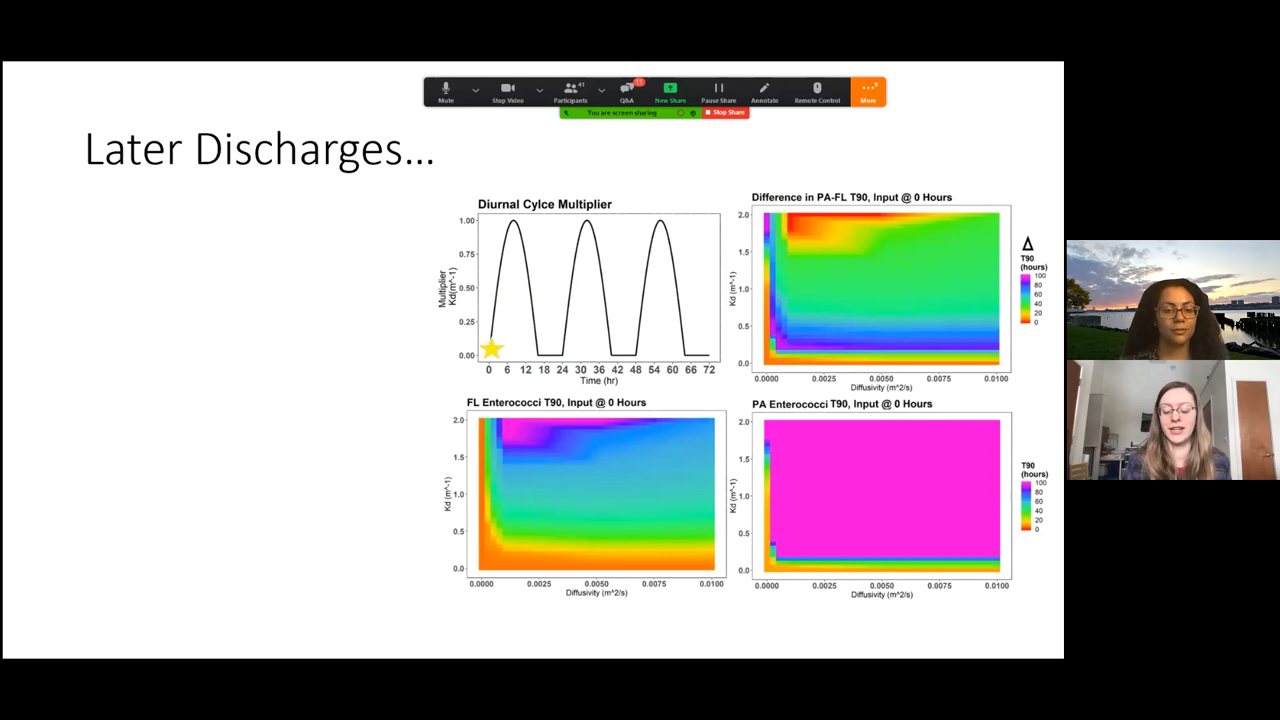 41
11
9
Mute
Stop Video
Participants
Q&A
New Share
Pause Share
Annotate
Remote Control
More
You are screen sharing
Stop Share
Later Discharges...
Diurnal Cylce Multiplier
1.00
0.75
0.50
0.25
0.00
Multiplier
Kd(m^-1)
0 6 12 18 24 30 36 42 48 54 60 66 72
Time (hr)
Difference in PA-FL T90, Input @ 0 Hours
2.0
1.5
1.0
0.5
0.0
Kd (m^-1)
0.0000 0.0025 0.0050 0.0075 0.0100
Diffusivity (m^2/s)
Δ
T90
(hours)
100
80
60
40
20
0
FL Enterococci T90, Input @ 0 Hours
2.0
1.5
1.0
0.5
0.0
Kd (m^-1)
0.0000 0.0025 0.0050 0.0075 0.0100
Diffusivity (m^2/s)
PA Enterococci T90, Input @ 0 Hours
2.0
1.5
1.0
0.5
0.0
Kd (m^-1)
0.0000 0.0025 0.0050 0.0075 0.0100
Diffusivity (m^2/s)
T90
(hours)
100
80
60
40
20
0